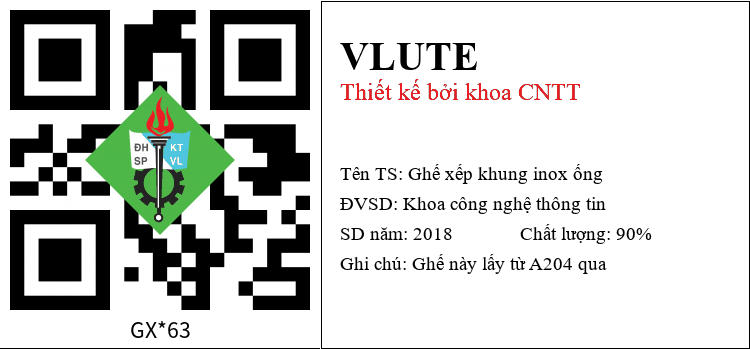 ĐH KT
SP VL
GX*63
VLUTE
Thiết kế bởi khoa CNTT
Tên TS: Ghế xếp khung inox ống
ĐVSD: Khoa công nghệ thông tin
SD năm: 2018 Chất lượng: 90%
Ghi chú: Ghế này lấy từ A204 qua